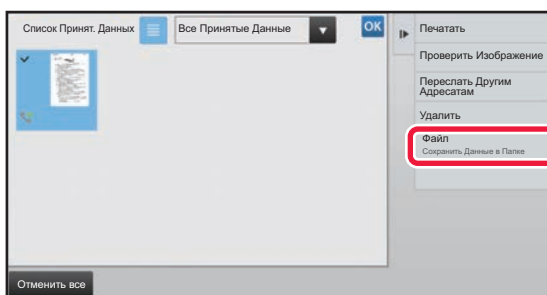 Список Принят. Данных
Все Принятые Данные
OK
Печатать
Проверить Изображение
Переслать Другим
Адресатам
Удалить
Файл
Сохранить Данные в Папке
Отменить все